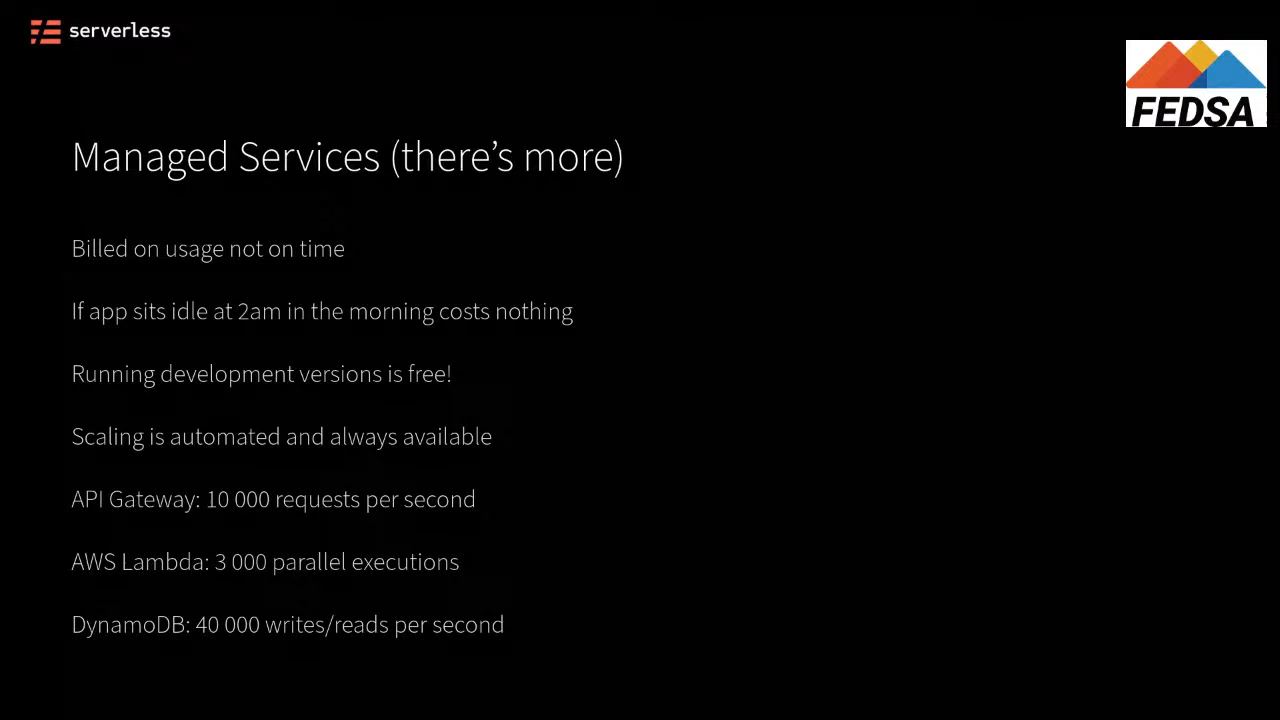 serverless
FEDSA
Managed Services (there’s more)
Billed on usage not on time
If app sits idle at 2am in the morning costs nothing
Running development versions is free!
Scaling is automated and always available
API Gateway: 10 000 requests per second
AWS Lambda: 3 000 parallel executions
DynamoDB: 40 000 writes/reads per second